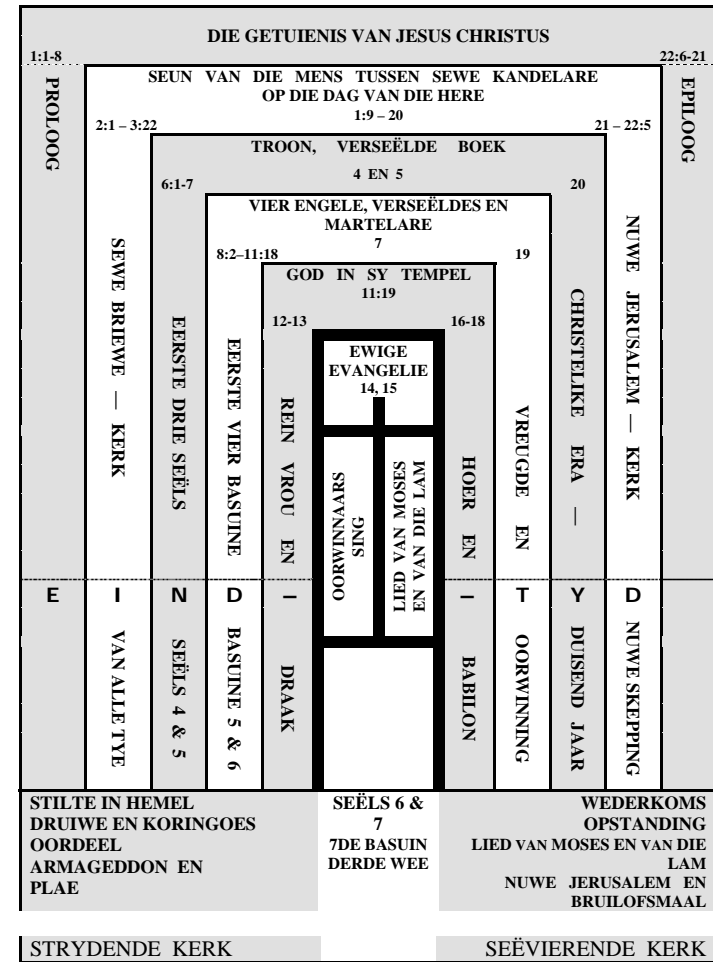 DIE GETUIENIS VAN JESUS CHRISTUS
1:1-8
22:6-21
PROLOOG
EPILOOG
SEUN VAN DIE MENS TUSSEN SEWE KANDELARE
OP DIE DAG VAN DIE HERE
1:9 – 20
2:1 – 3:22
21 – 22:5
TROON, VERSEËLDE BOEK
4 EN 5
6:1-7
20
VIER ENGELE, VERSEËLDES EN
MARTELARE
7
8:2–11:18
19
GOD IN SY TEMPEL
11:19
12-13
16-18
EWIGE
EVANGELIE
14, 15
SEWE BRIEWE — KERK
EERSTE DRIE SEËLS
EERSTE VIER BASUINE
REIN VROU EN
OORWINNAARS
SING
LIED VAN MOSES
EN VAN DIE LAM
HOER EN
VREUGDE EN
CHRISTELIKE ERA —
NUWE JERUSALEM — KERK
E I N D – – T Y D
VAN ALLE TYE
SEËLS 4 & 5
BASUINE 5 & 6
DRAAK
BABILON
OORWINNING
DUISEND JAAR
NUWE SKEPPING
STILTE IN HEMEL
DRUIWE EN KORINGOES
OORDEEL
ARMAGEDDON EN
PLAE
SEËLS 6 &
7
7DE BASUIN
DERDE WEE
WEDERKOMS
OPSTANDING
LIED VAN MOSES EN VAN DIE
LAM
NUWE JERUSALEM EN
BRUILOFSMAAL
STRYDENDE KERK
SEËVIERENDE KERK